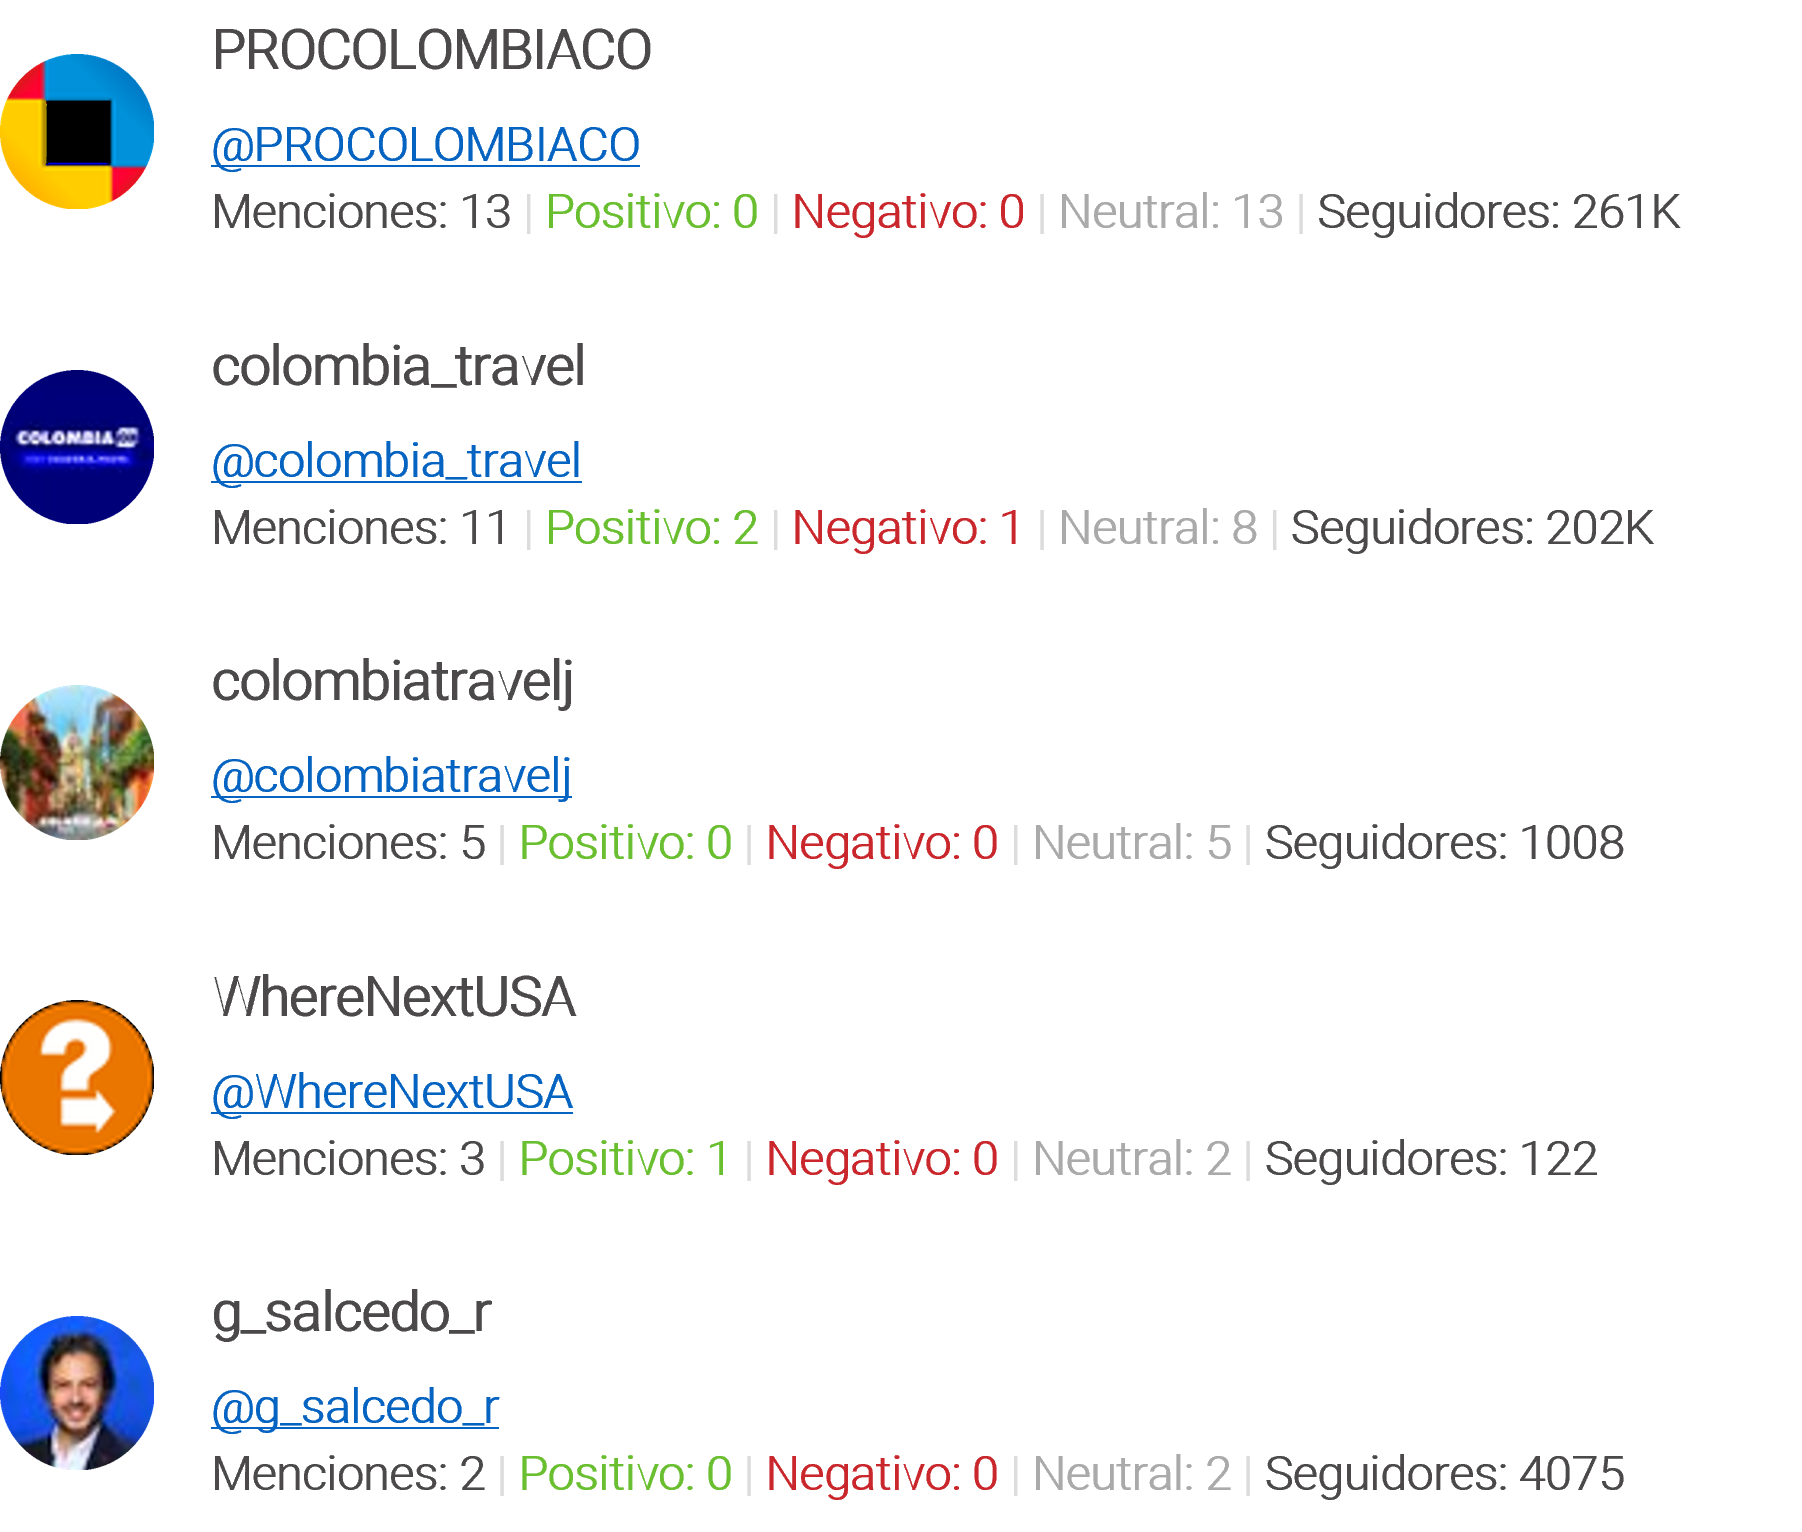 PROCOLOMBIACO
@PROCOLOMBIACO
Menciones: 13 | Positivo: 0 | Negativo: 0 | Neutral: 13 | Seguidores: 261K
colombia_travel
COLOMBIA
@colombia_travel
Menciones: 11 | Positivo: 2 | Negativo: 1 | Neutral: 8 | Seguidores: 202K
colombiatravelj
@colombiatravelj
Menciones: 5 | Positivo: 0 | Negativo: 0 | Neutral: 5 | Seguidores: 1008
WhereNextUSA
@WhereNextUSA
Menciones: 3 | Positivo: 1 | Negativo: 0 | Neutral: 2 | Seguidores: 122
g_salcedo_r
@g_salcedo_r
Menciones: 2 | Positivo: 0 | Negativo: 0 | Neutral: 2 | Seguidores: 4075